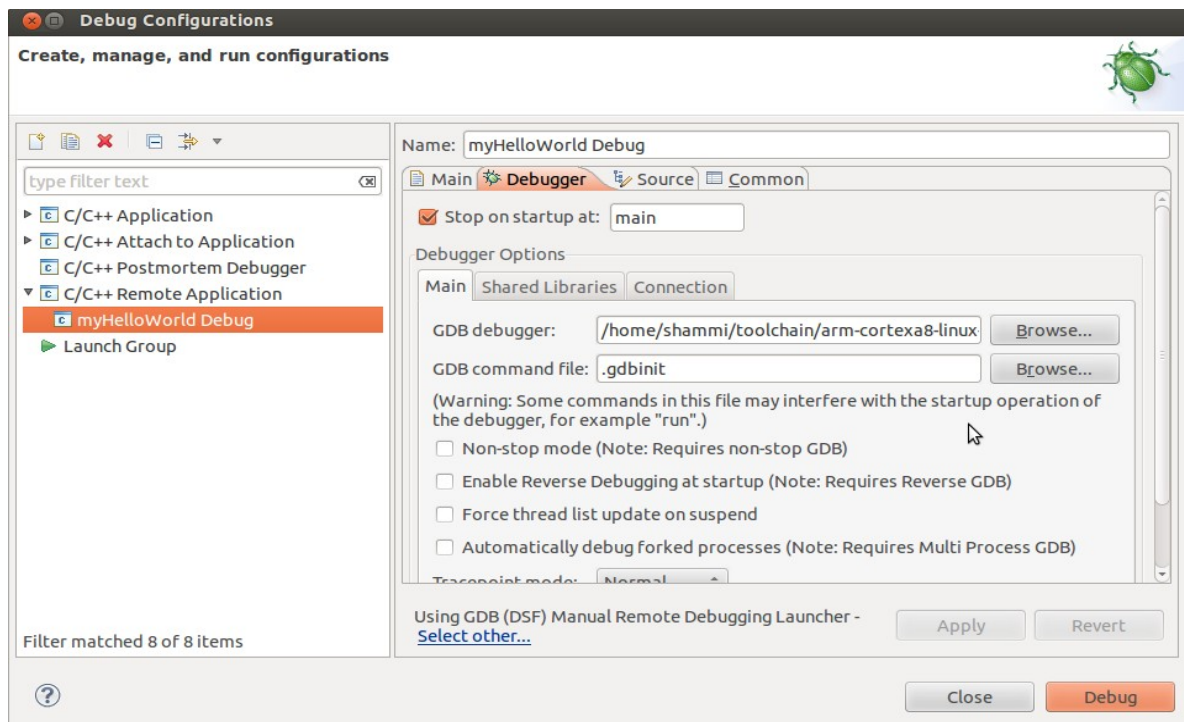 Debug Configurations
Create, manage, and run configurations
type filter text
C/C++ Application
C/C++ Attach to Application
C/C++ Postmortem Debugger
C/C++ Remote Application
myHelloWorld Debug
Launch Group
Filter matched 8 of 8 items
Name: myHelloWorld Debug
Main Debugger Source Common
Stop on startup at: main
Debugger Options
Main Shared Libraries Connection
GDB debugger: /home/shammi/toolchain/arm-cortexa8-linux- Browse...
GDB command file: .gdbinit Browse...
(Warning: Some commands in this file may interfere with the startup operation of
the debugger, for example "run".)
Non-stop mode (Note: Requires non-stop GDB)
Enable Reverse Debugging at startup (Note: Requires Reverse GDB)
Force thread list update on suspend
Automatically debug forked processes (Note: Requires Multi Process GDB)
Tracepoint mode: Normal
Using GDB (DSF) Manual Remote Debugging Launcher -
Select other...
Apply Revert
Close Debug